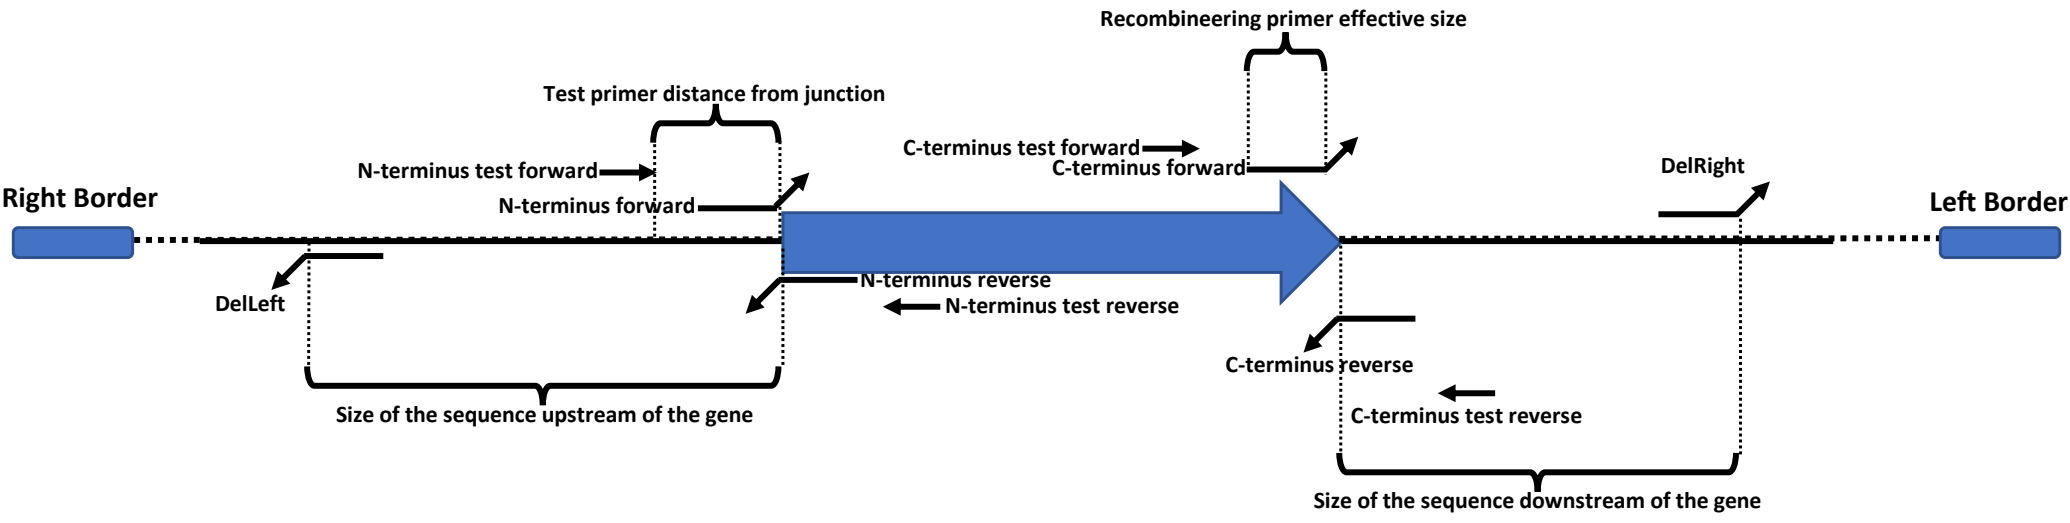 Recombineering primer effective size
Test primer distance from junction
C-terminus test forward
C-terminus forward
N-terminus test forward
DelRight
Right Border
N-terminus forward
Left Border
N-terminus reverse
DelLeft
N-terminus test reverse
C-terminus reverse
Size of the sequence upstream of the gene
C-terminus test reverse
Size of the sequence downstream of the gene